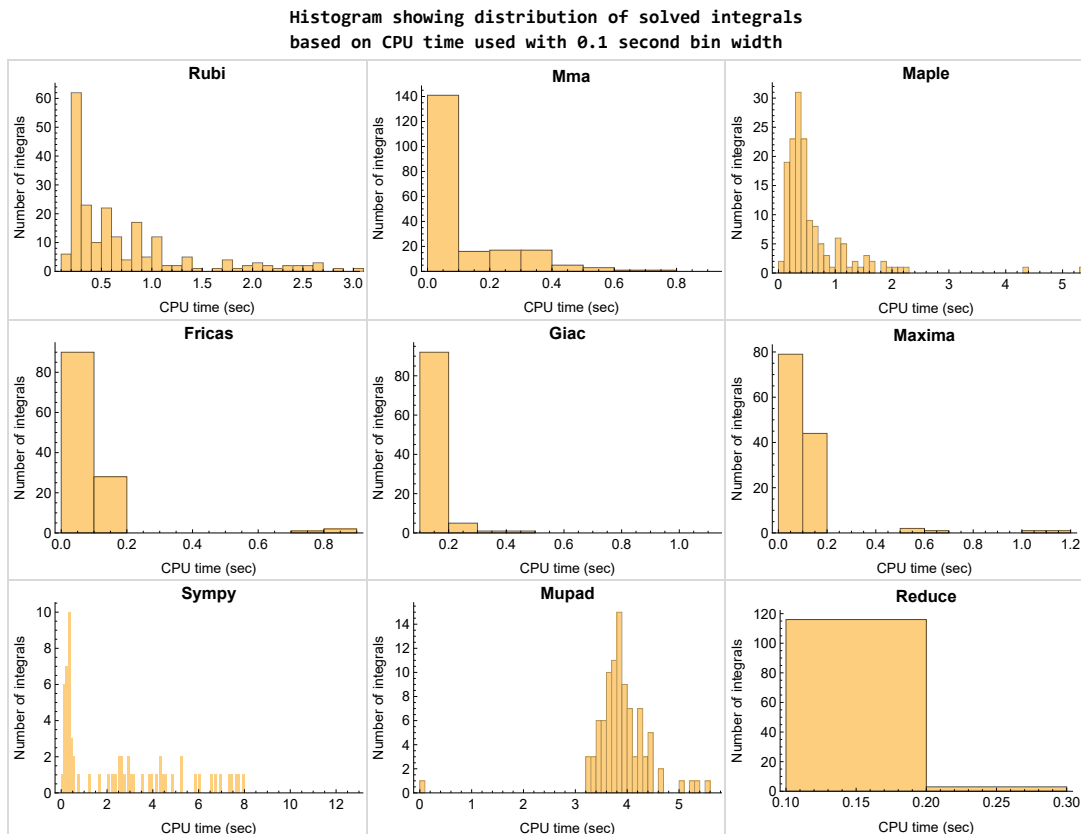 Histogram showing distribution of solved integrals
based on CPU time used with 0.1 second bin width
Rubi
Number of integrals
60
50
40
30
20
10
0
0.5 1.0 1.5 2.0 2.5 3.0
CPU time (sec)
Mma
Number of integrals
140
120
100
80
60
40
20
0
0.0 0.2 0.4 0.6 0.8
CPU time (sec)
Maple
Number of integrals
30
25
20
15
10
5
0
0 1 2 3 4 5
CPU time (sec)
Fricas
Number of integrals
80
60
40
20
0
0.0 0.2 0.4 0.6 0.8
CPU time (sec)
Giac
Number of integrals
80
60
40
20
0
0.2 0.4 0.6 0.8 1.0
CPU time (sec)
Maxima
Number of integrals
80
60
40
20
0
0.0 0.2 0.4 0.6 0.8 1.0 1.2
CPU time (sec)
Sympy
Number of integrals
10
8
6
4
2
0
0 2 4 6 8 10 12
CPU time (sec)
Mupad
Number of integrals
14
12
10
8
6
4
2
0
0 1 2 3 4 5
CPU time (sec)
Reduce
Number of integrals
120
100
80
60
40
20
0
0.10 0.15 0.20 0.25 0.30
CPU time (sec)